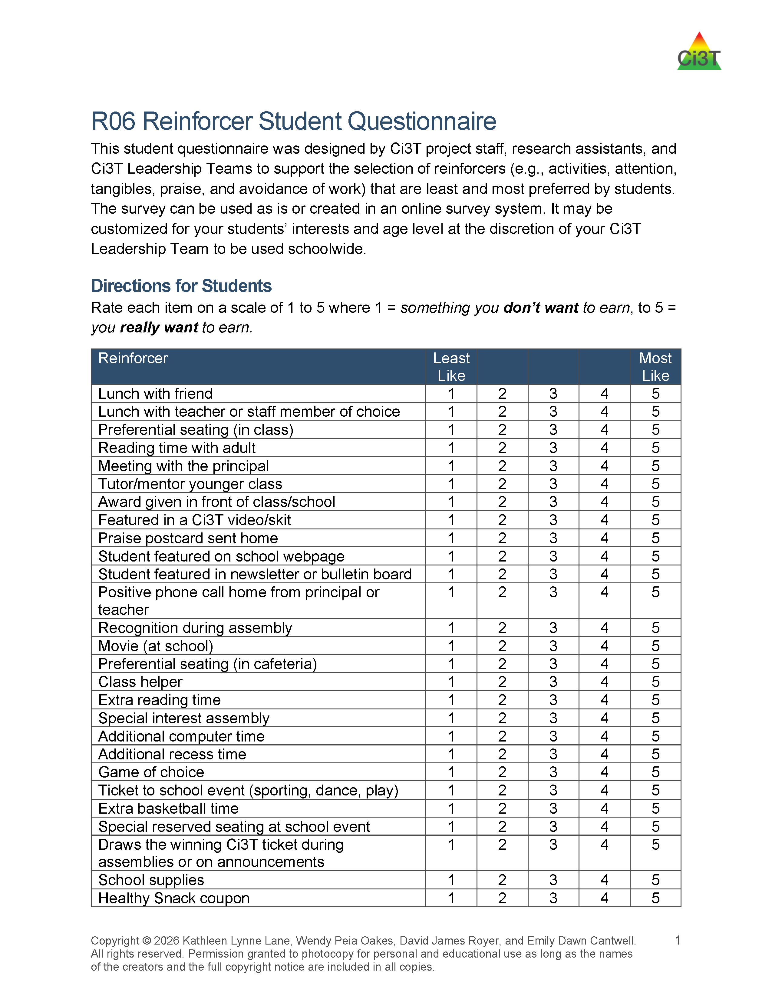 Ci3T
R06 Reinforcer Student Questionnaire
This student questionnaire was designed by Ci3T project staff, research assistants, and
Ci3T Leadership Teams to support the selection of reinforcers (e.g., activities, attention,
tangibles, praise, and avoidance of work) that are least and most preferred by students.
The survey can be used as is or created in an online survey system. It may be
customized for your students’ interests and age level at the discretion of your Ci3T
Leadership Team to be used schoolwide.
Directions for Students
Rate each item on a scale of 1 to 5 where 1 = something you don’t want to earn, to 5 =
you really want to earn.
Reinforcer Least Most
Like Like
Lunch with friend 1 2 3 4 5
Lunch with teacher or staff member of choice 1 2 3 4 5
Preferential seating (in class) 1 2 3 4 5
Reading time with adult 1 2 3 4 5
Meeting with the principal 1 2 3 4 5
Tutor/mentor younger class 1 2 3 4 5
Award given in front of class/school 1 2 3 4 5
Featured in a Ci3T video/skit 1 2 3 4 5
Praise postcard sent home 1 2 3 4 5
Student featured on school webpage 1 2 3 4 5
Student featured in newsletter or bulletin board 1 2 3 4 5
Positive phone call home from principal or 1 2 3 4 5
teacher
Recognition during assembly 1 2 3 4 5
Movie (at school) 1 2 3 4 5
Preferential seating (in cafeteria) 1 2 3 4 5
Class helper 1 2 3 4 5
Extra reading time 1 2 3 4 5
Special interest assembly 1 2 3 4 5
Additional computer time 1 2 3 4 5
Additional recess time 1 2 3 4 5
Game of choice 1 2 3 4 5
Ticket to school event (sporting, dance, play) 1 2 3 4 5
Extra basketball time 1 2 3 4 5
Special reserved seating at school event 1 2 3 4 5
Draws the winning Ci3T ticket during 1 2 3 4 5
assemblies or on announcements
School supplies 1 2 3 4 5
Healthy Snack coupon 1 2 3 4 5
Copyright © 2026 Kathleen Lynne Lane, Wendy Peia Oakes, David James Royer, and Emily Dawn Cantwell. 1
All rights reserved. Permission granted to photocopy for personal and educational use as long as the names
of the creators and the full copyright notice are included in all copies.